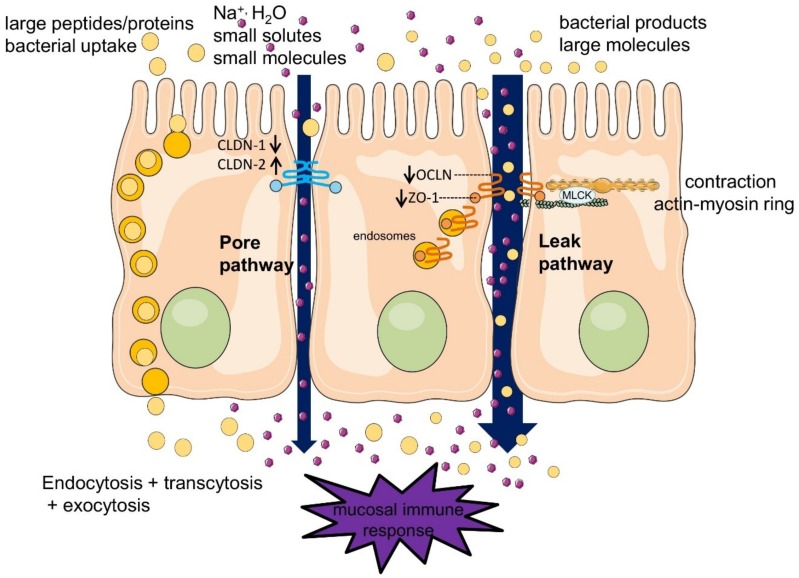 large peptides/proteins
bacterial uptake
Na⁺· H₂O
small solutes
small molecules
bacterial products
large molecules
CLDN-1
CLDN-2
OCLN
ZO-1
MLCK
contraction
actin-myosin ring
endosomes
Pore
pathway
Leak
pathway
Endocytosis + transcytosis
+ exocytosis
mucosal immune
response